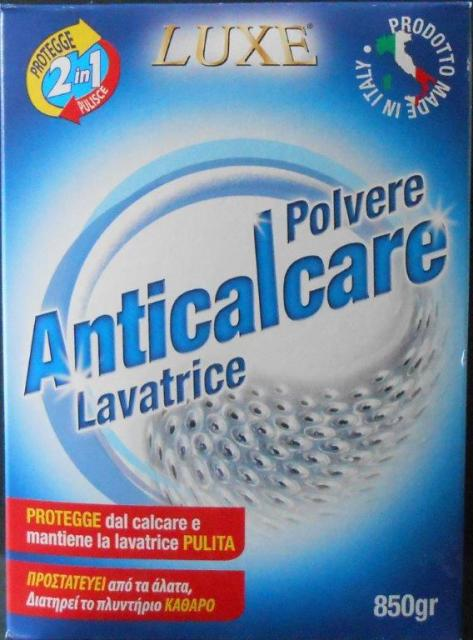 PROTEGGE
2 in 1
PULISCE
LUXE®
PRODOTTO
MADE IN ITALY
Polvere
Anticalcare
Lavatrice
PROTEGGE dal calcare e
mantiene la lavatrice PULITA
ΠΡΟΣΤΑΤΕΥΕΙ από τα άλατα,
Διατηρεί το πλυντήριο ΚΑΘΑΡΟ
850gr